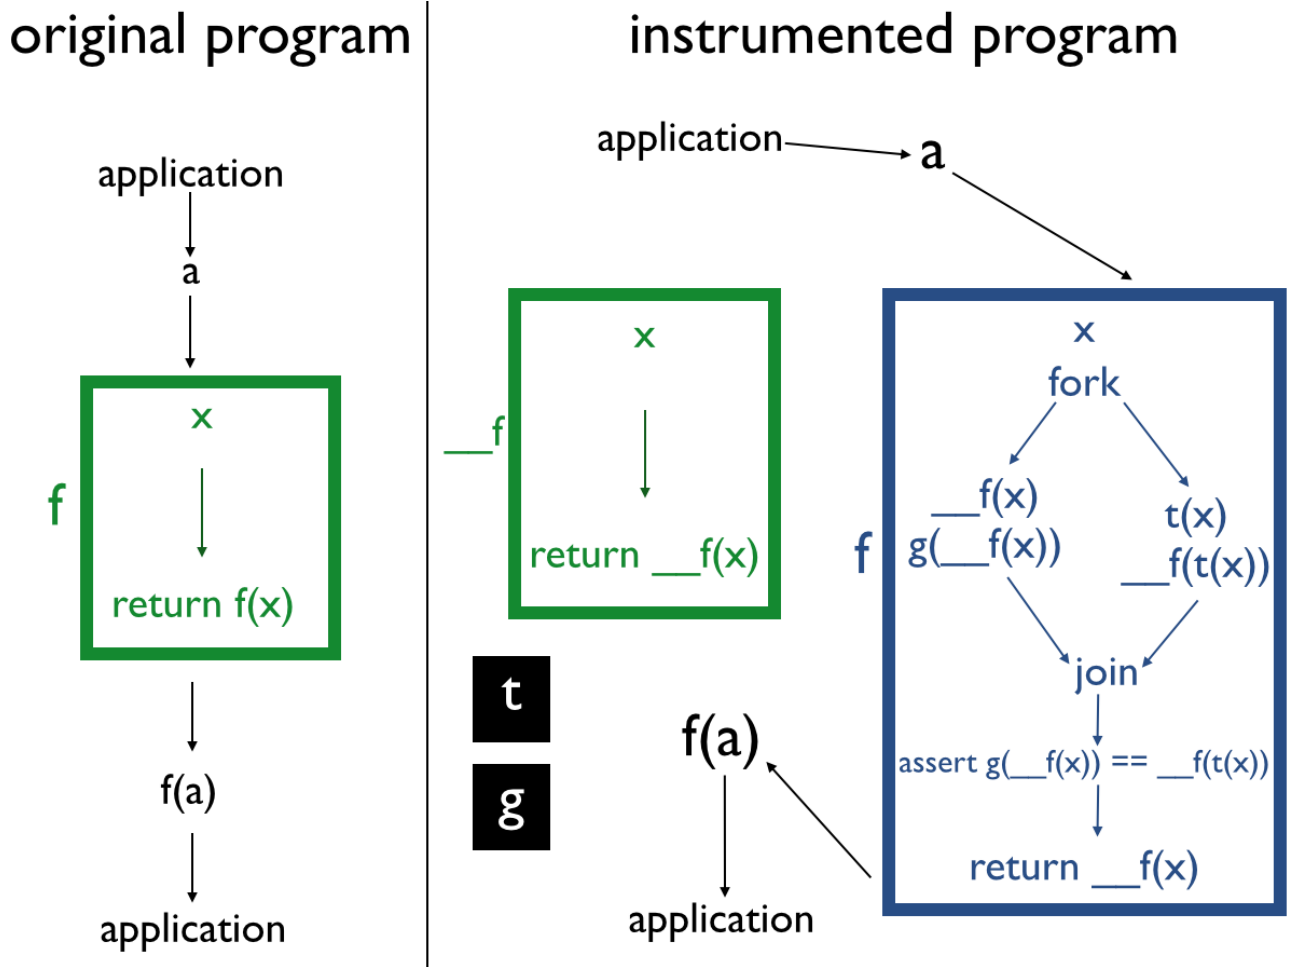 original program
application
a
x
f
return f(x)
f(a)
application
instrumented program
application
a
x
__f
return __f(x)
t
g
f(a)
application
x
fork
__f(x)
g(__f(x))
t(x)
__f(t(x))
f
join
assert g(__f(x)) == __f(t(x))
return __f(x)